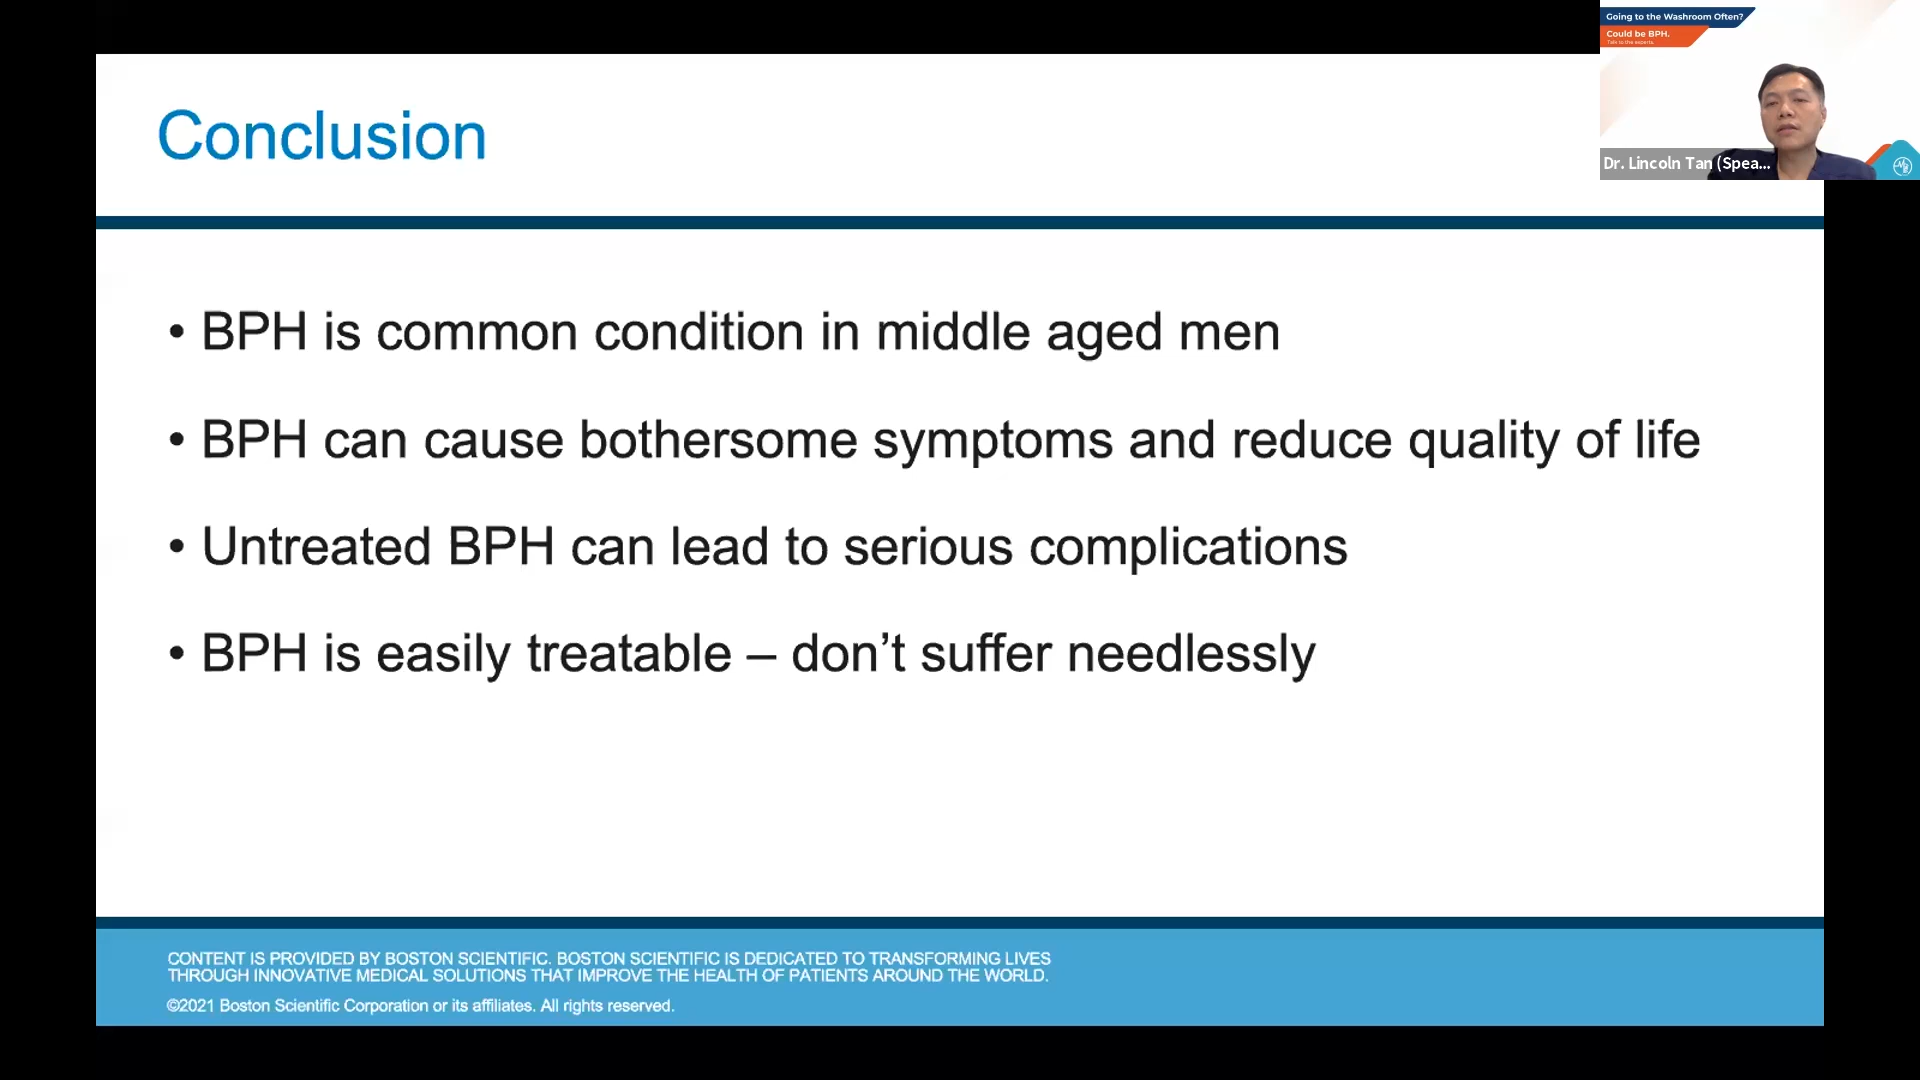 Going to the Washroom Often?
Could be BPH.
Talk to the experts.
Dr. Lincoln Tan (Spea...
Conclusion
• BPH is common condition in middle aged men
• BPH can cause bothersome symptoms and reduce quality of life
• Untreated BPH can lead to serious complications
• BPH is easily treatable – don’t suffer needlessly
CONTENT IS PROVIDED BY BOSTON SCIENTIFIC. BOSTON SCIENTIFIC IS DEDICATED TO TRANSFORMING LIVES
THROUGH INNOVATIVE MEDICAL SOLUTIONS THAT IMPROVE THE HEALTH OF PATIENTS AROUND THE WORLD.
©2021 Boston Scientific Corporation or its affiliates. All rights reserved.